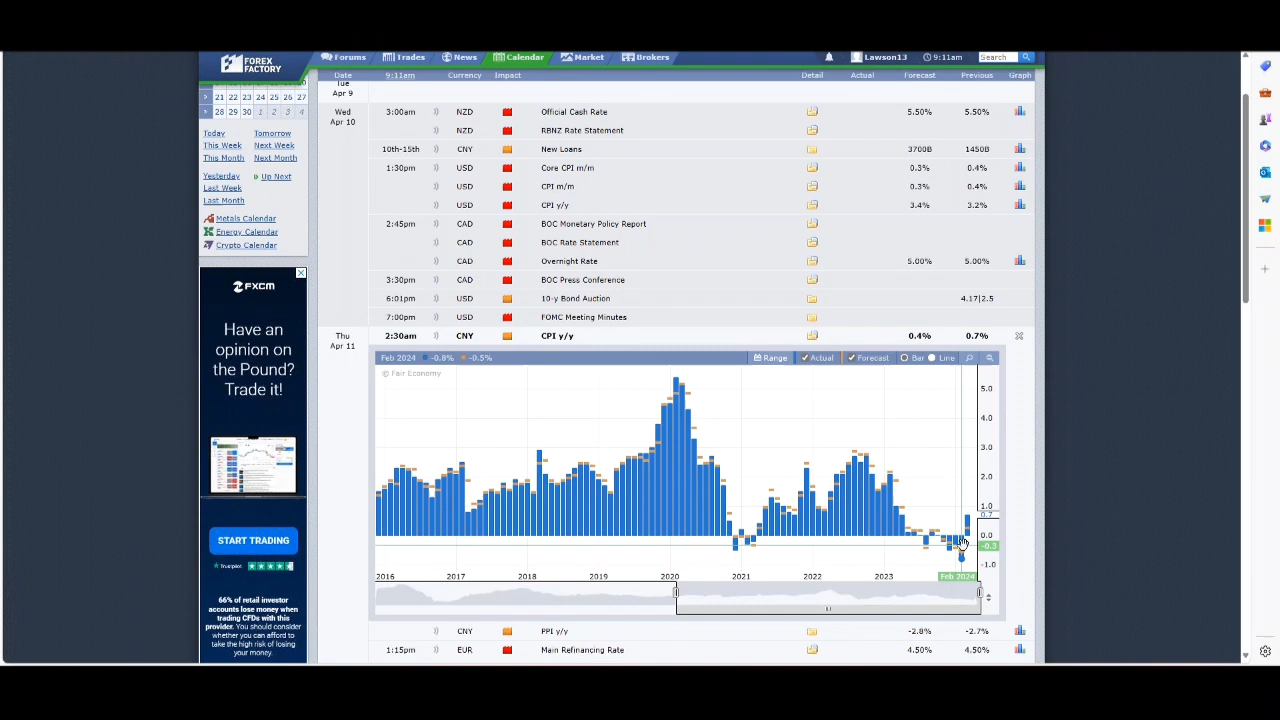 FOREX
FACTORY
Forums Trades News Calendar Market Brokers Lawson13 9:11am Search
Date 9:11am Currency Impact Detail Actual Forecast Previous Graph
21 22 23 24 25 26 27
28 29 30 1 2 3 4
Today Tomorrow
This Week Next Week
This Month Next Month
Yesterday Up Next
Last Week
Last Month
Metals Calendar
Energy Calendar
Crypto Calendar
FXCM
Have an
opinion on
the Pound?
Trade it!
START TRADING
Trustpilot
66% of retail investor
accounts lose money when
trading CFDs with this
provider. You should consider
whether you can afford to
take the high risk of losing
your money.
Tue
Apr 9
Wed
Apr 10
3:00am NZD Official Cash Rate 5.50% 5.50%
NZD RBNZ Rate Statement
10th-15th CNY New Loans 3700B 1450B
1:30pm USD Core CPI m/m 0.3% 0.4%
USD CPI m/m 0.3% 0.4%
USD CPI y/y 3.4% 3.2%
2:45pm CAD BOC Monetary Policy Report
CAD BOC Rate Statement
CAD Overnight Rate 5.00% 5.00%
3:30pm CAD BOC Press Conference
6:01pm USD 10-y Bond Auction 4.17|2.5
7:00pm USD FOMC Meeting Minutes
Thu
Apr 11
2:30am CNY CPI y/y 0.4% 0.7%
Feb 2024 -0.8% -0.5% Range Actual Forecast Bar Line
© Fair Economy
5.0
4.0
3.0
2.0
1.0
0.7
0.0
-0.3
-1.0
2016 2017 2018 2019 2020 2021 2022 2023 Feb 2024
CNY PPI y/y -2.8% -2.7%
1:15pm EUR Main Refinancing Rate 4.50% 4.50%